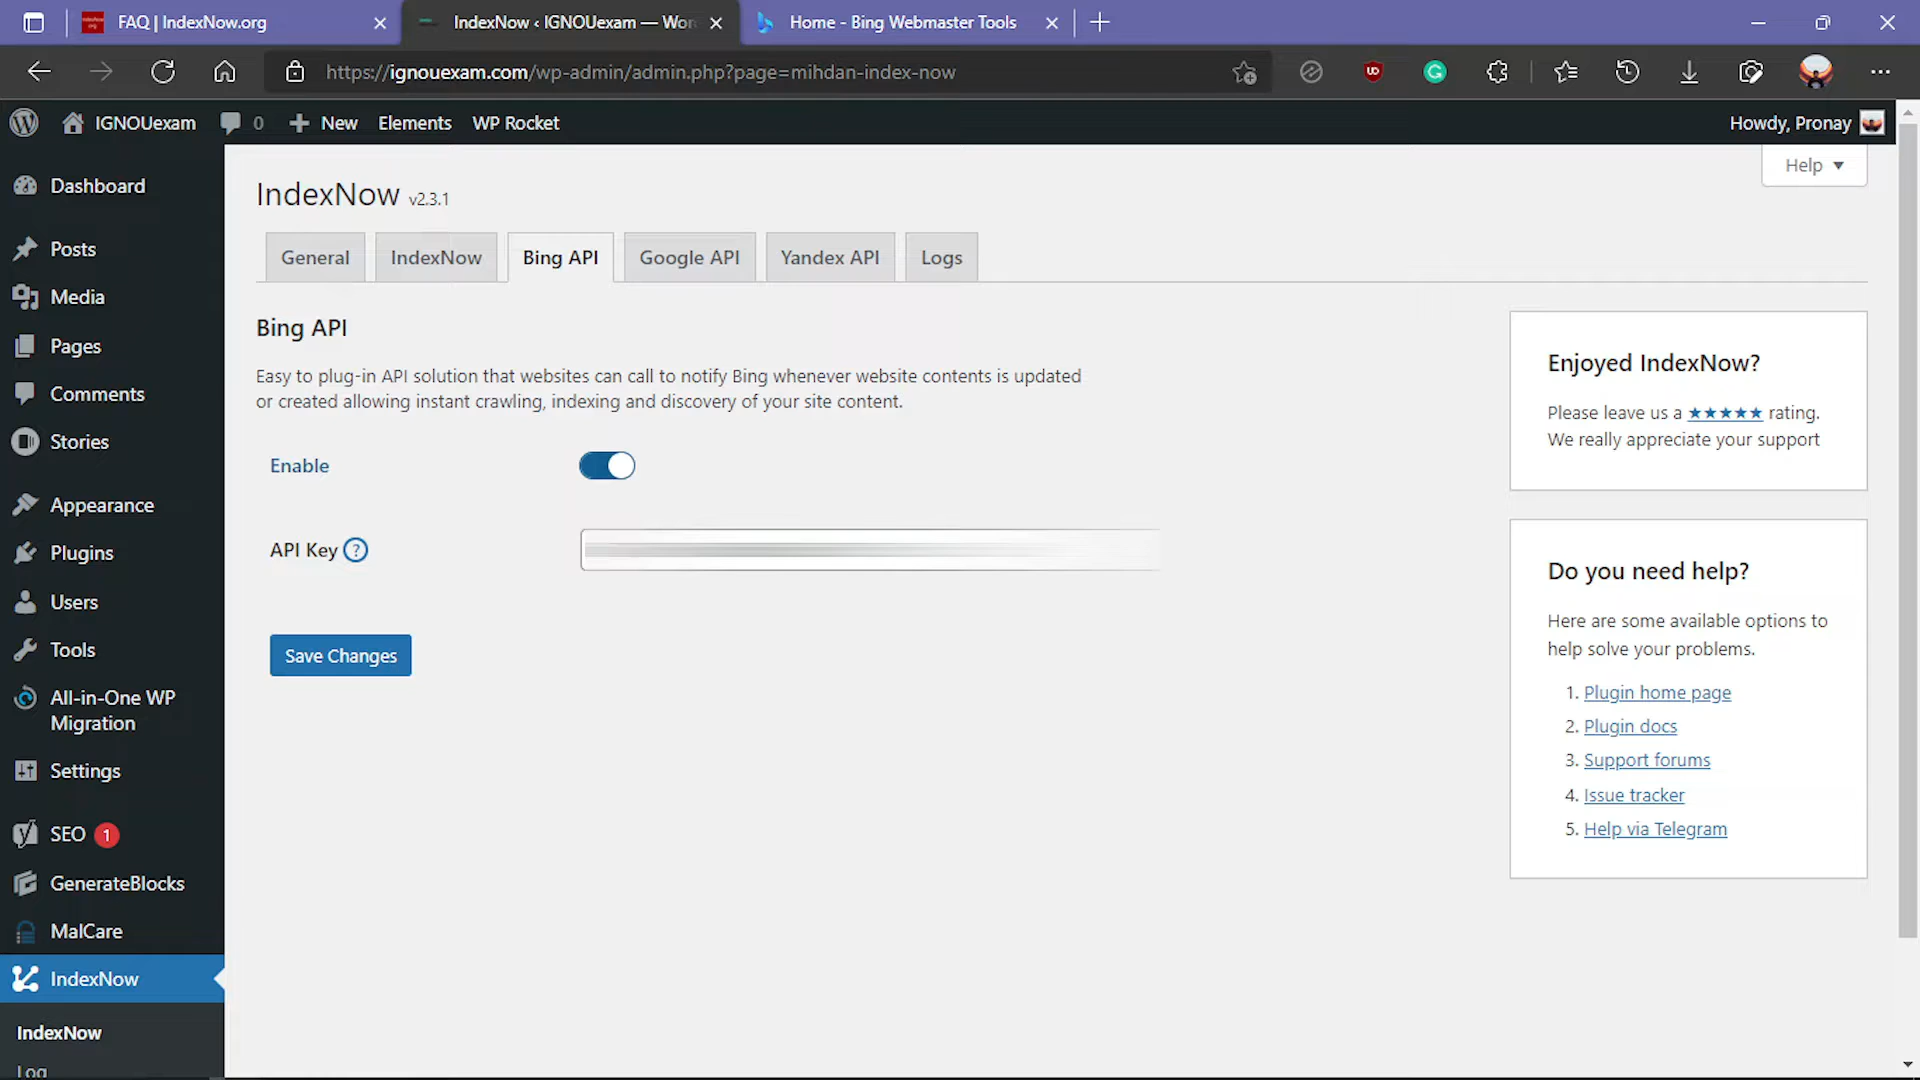 FAQ | IndexNow.org
IndexNow ‹ IGNOUexam — Wor
Home - Bing Webmaster Tools
https://ignouexam.com/wp-admin/admin.php?page=mihdan-index-now
IGNOUexam
0
New
Elements
WP Rocket
Howdy, Pronay
Help
Dashboard
Posts
Media
Pages
Comments
Stories
Appearance
Plugins
Users
Tools
All-in-One WP
Migration
Settings
SEO 1
GenerateBlocks
MalCare
IndexNow
IndexNow
Log
IndexNow v2.3.1
General
IndexNow
Bing API
Google API
Yandex API
Logs
Bing API
Easy to plug-in API solution that websites can call to notify Bing whenever website contents is updated
or created allowing instant crawling, indexing and discovery of your site content.
Enable
API Key ?
Save Changes
Enjoyed IndexNow?
Please leave us a ★★★★★ rating.
We really appreciate your support
Do you need help?
Here are some available options to
help solve your problems.
1. Plugin home page
2. Plugin docs
3. Support forums
4. Issue tracker
5. Help via Telegram